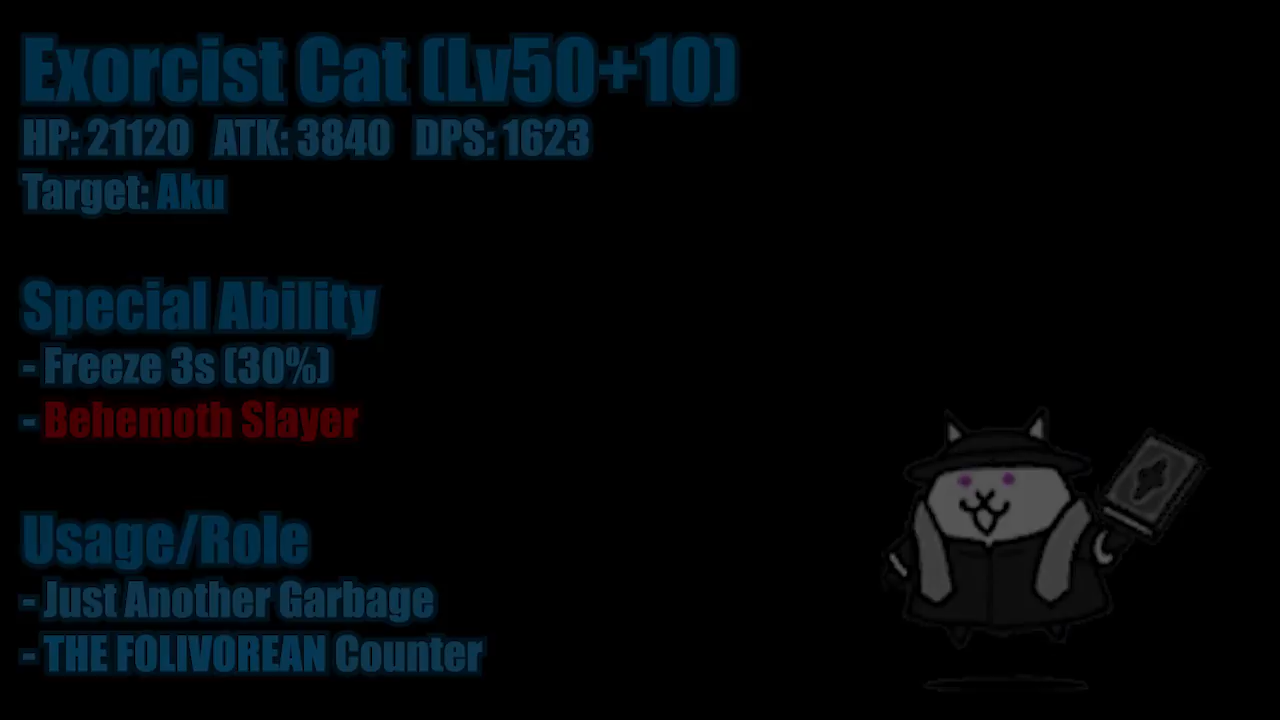 Exorcist Cat (Lv50+10)
HP: 21120 ATK: 3840 DPS: 1623
Target: Aku
Special Ability
- Freeze 3s (30%)
- Behemoth Slayer
Usage/Role
- Just Another Garbage
- THE FOLIVOREAN Counter